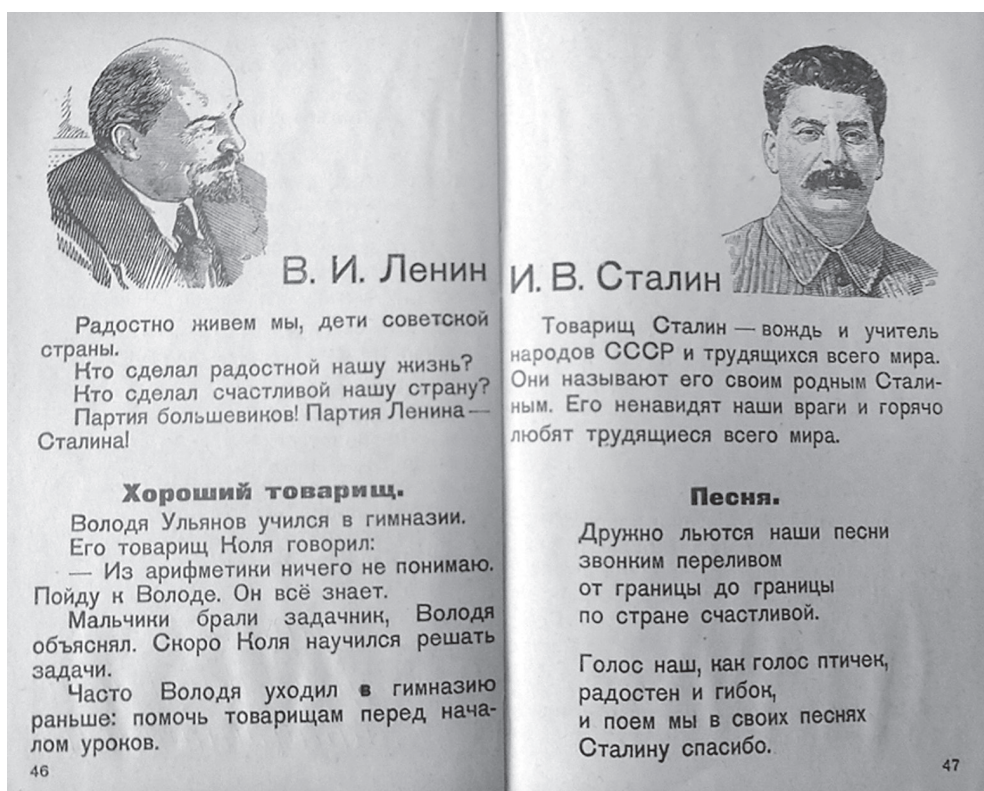 В. И. Ленин
Радостно живем мы, дети советской
страны.
Кто сделал радостной нашу жизнь?
Кто сделал счастливой нашу страну?
Партия большевиков! Партия Ленина —
Сталина!
Хороший товарищ.
Володя Ульянов учился в гимназии.
Его товарищ Коля говорил:
— Из арифметики ничего не понимаю.
Пойду к Володе. Он всё знает.
Мальчики брали задачник, Володя
объяснял. Скоро Коля научился решать
задачи.
Часто Володя уходил в гимназию
раньше: помочь товарищам перед нача-
лом уроков.
46
И. В. Сталин
Товарищ Сталин — вождь и учитель
народов СССР и трудящихся всего мира.
Они называют его своим родным Стали-
ным. Его ненавидят наши враги и горячо
любят трудящиеся всего мира.
Песня.
Дружно льются наши песни
звонким переливом
от границы до границы
по стране счастливой.
Голос наш, как голос птичек,
радостен и гибок,
и поем мы в своих песнях
Сталину спасибо.
47